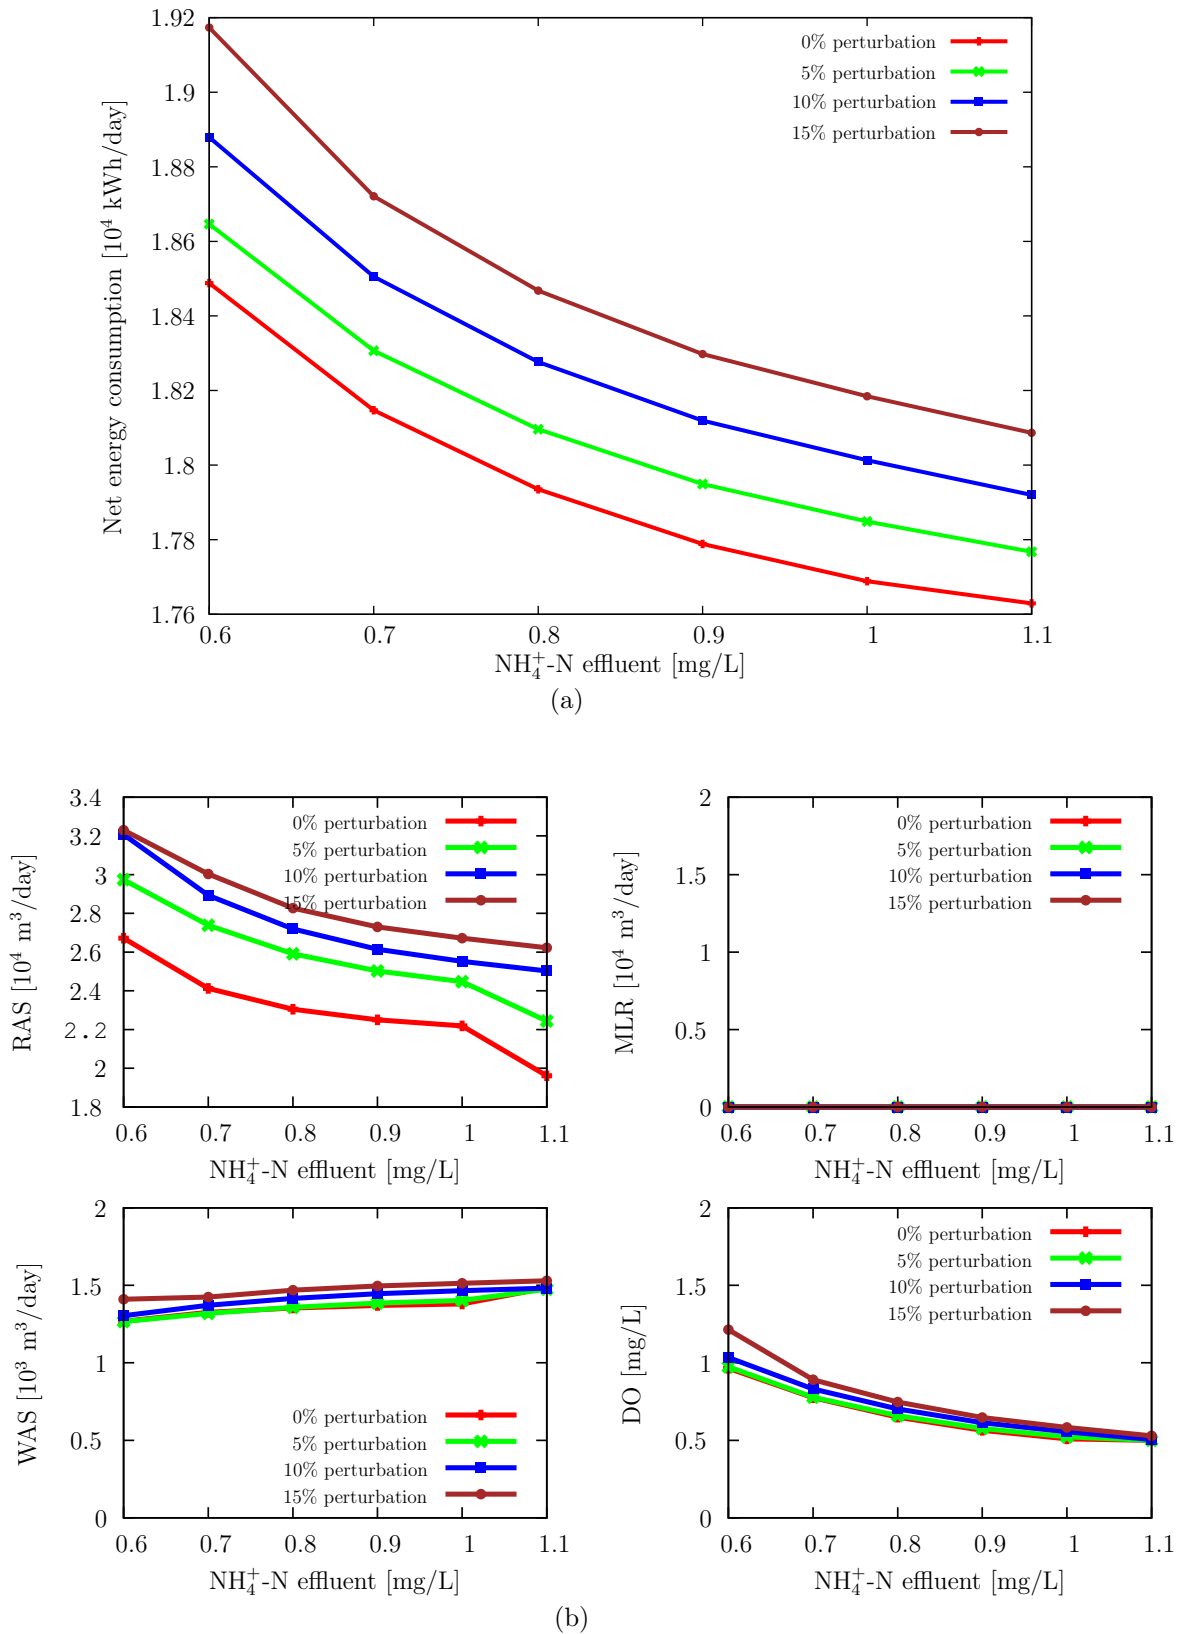 1.92
1.9
1.88
1.86
1.84
1.82
1.8
1.78
1.76
Net energy consumption [10⁴ kWh/day]
0% perturbation
5% perturbation
10% perturbation
15% perturbation
0.6 0.7 0.8 0.9 1 1.1
NH₄⁺-N effluent [mg/L]
(a)
3.4
3.2
3
2.8
2.6
2.4
2.2
2
1.8
RAS [10⁴ m³/day]
0% perturbation
5% perturbation
10% perturbation
15% perturbation
0.6 0.7 0.8 0.9 1 1.1
NH₄⁺-N effluent [mg/L]
2
1.5
1
0.5
0
MLR [10⁴ m³/day]
0% perturbation
5% perturbation
10% perturbation
15% perturbation
0.6 0.7 0.8 0.9 1 1.1
NH₄⁺-N effluent [mg/L]
2
1.5
1
0.5
0
WAS [10³ m³/day]
0% perturbation
5% perturbation
10% perturbation
15% perturbation
0.6 0.7 0.8 0.9 1 1.1
NH₄⁺-N effluent [mg/L]
2
1.5
1
0.5
0
DO [mg/L]
0% perturbation
5% perturbation
10% perturbation
15% perturbation
0.6 0.7 0.8 0.9 1 1.1
NH₄⁺-N effluent [mg/L]
(b)